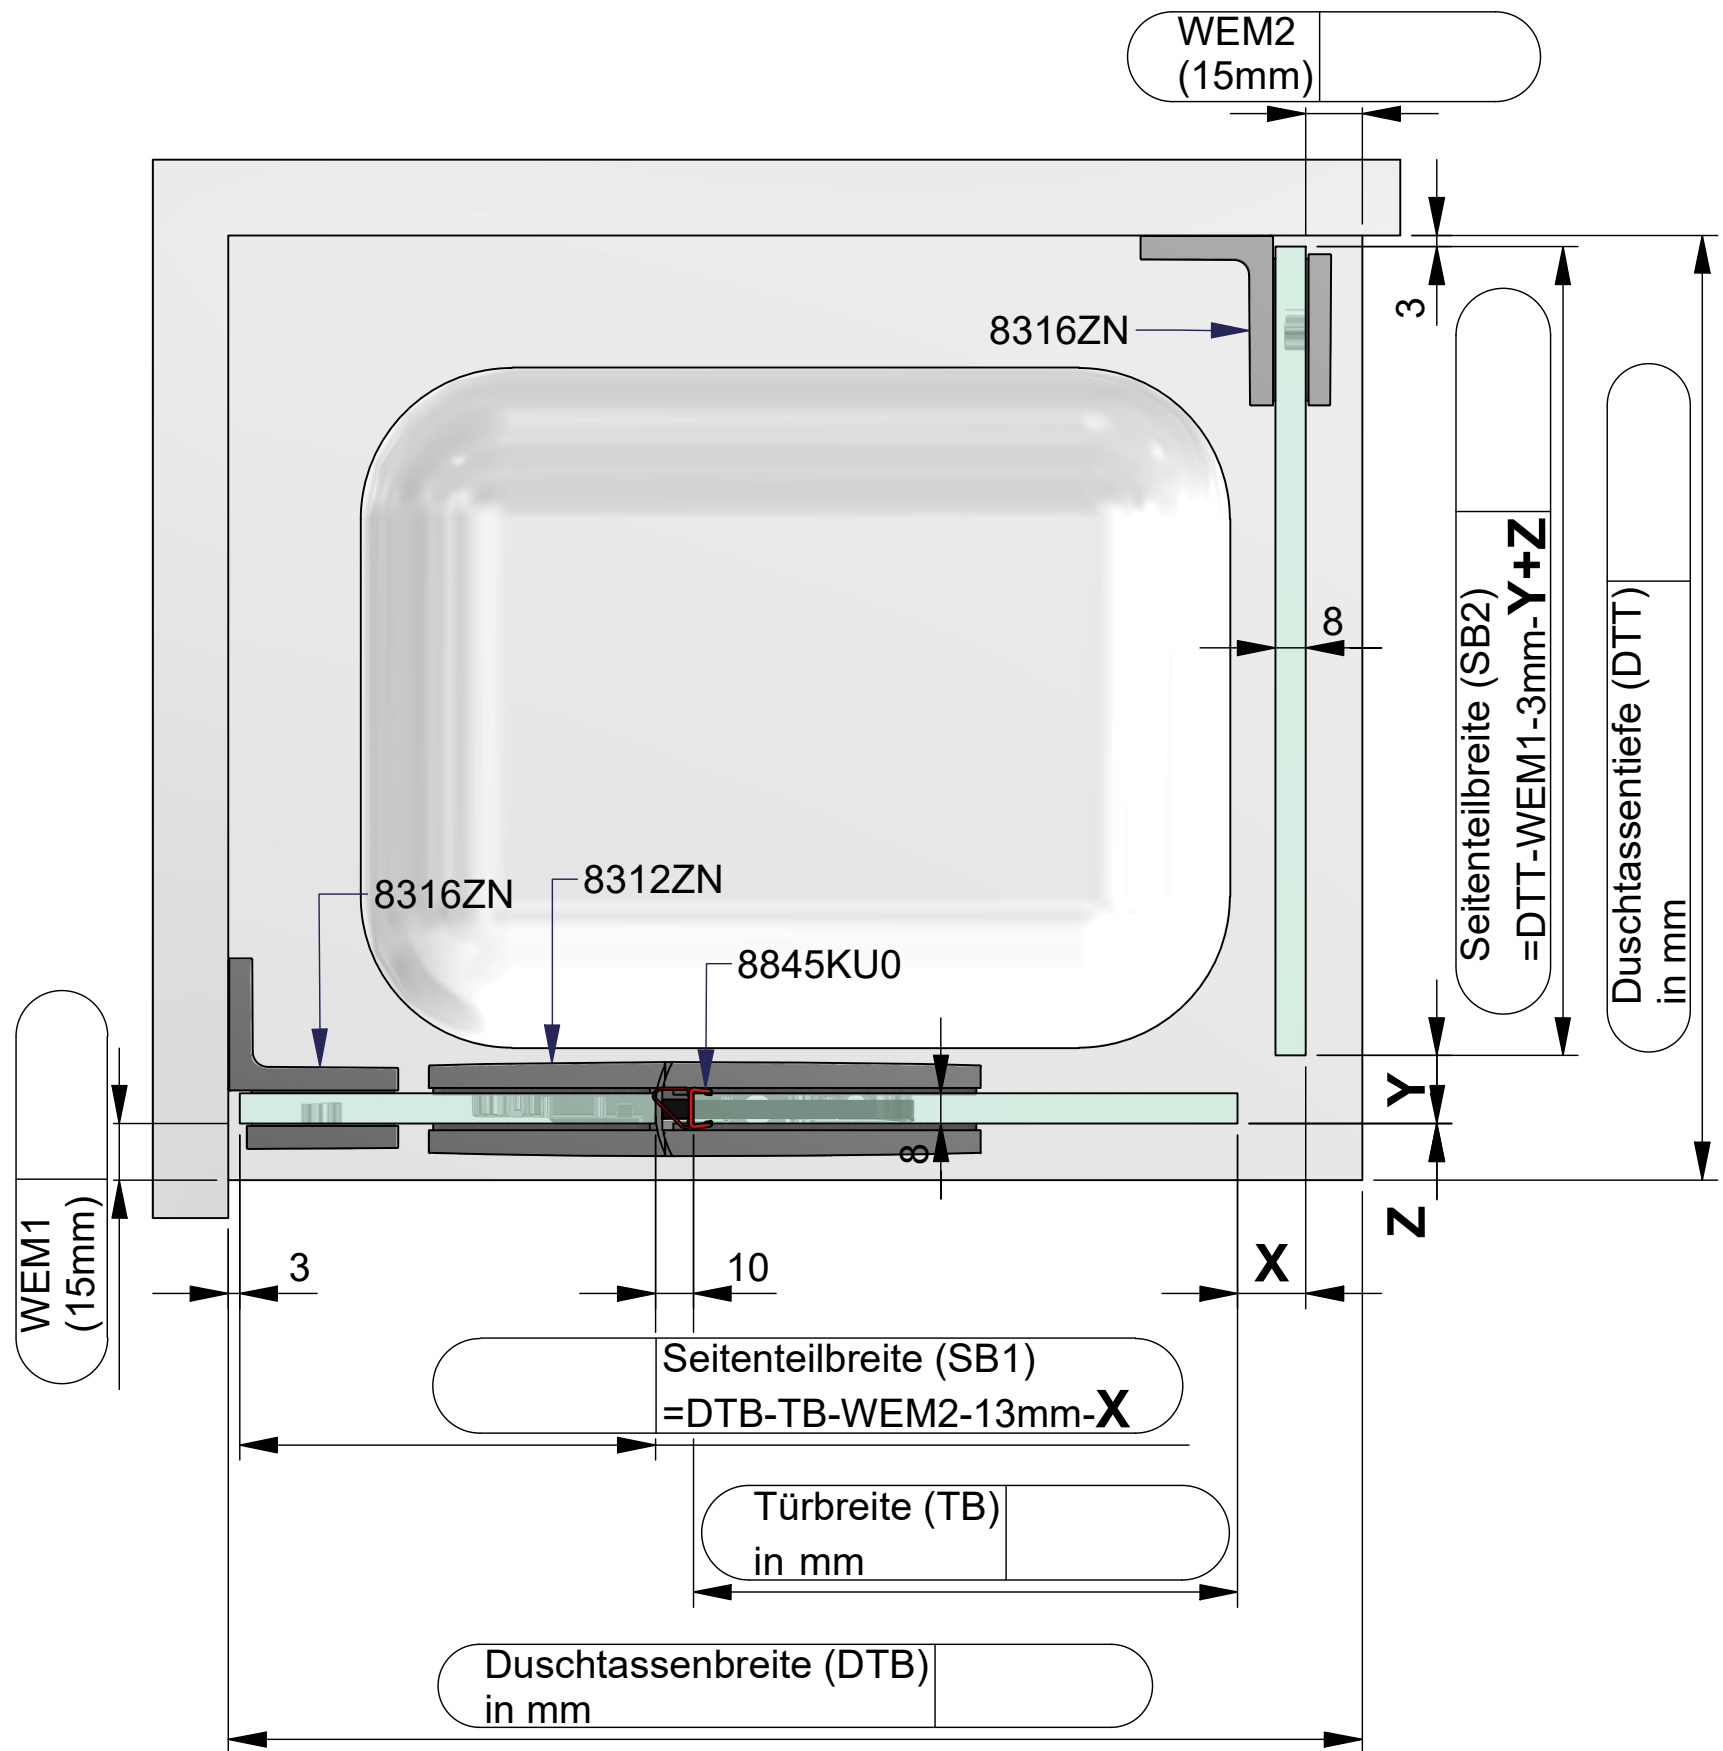 WEM2
(15mm)
3
8316ZN
8
Seitenteilbreite (SB2)
=DTT-WEM1-3mm-Y+Z
Duschtassentiefe (DTT)
in mm
8316ZN
8312ZN
8845KU0
8
Y
Z
X
WEM1
(15mm)
3
10
Seitenteilbreite (SB1)
=DTB-TB-WEM2-13mm-X
Türbreite (TB)
in mm
Duschtassenbreite (DTB)
in mm